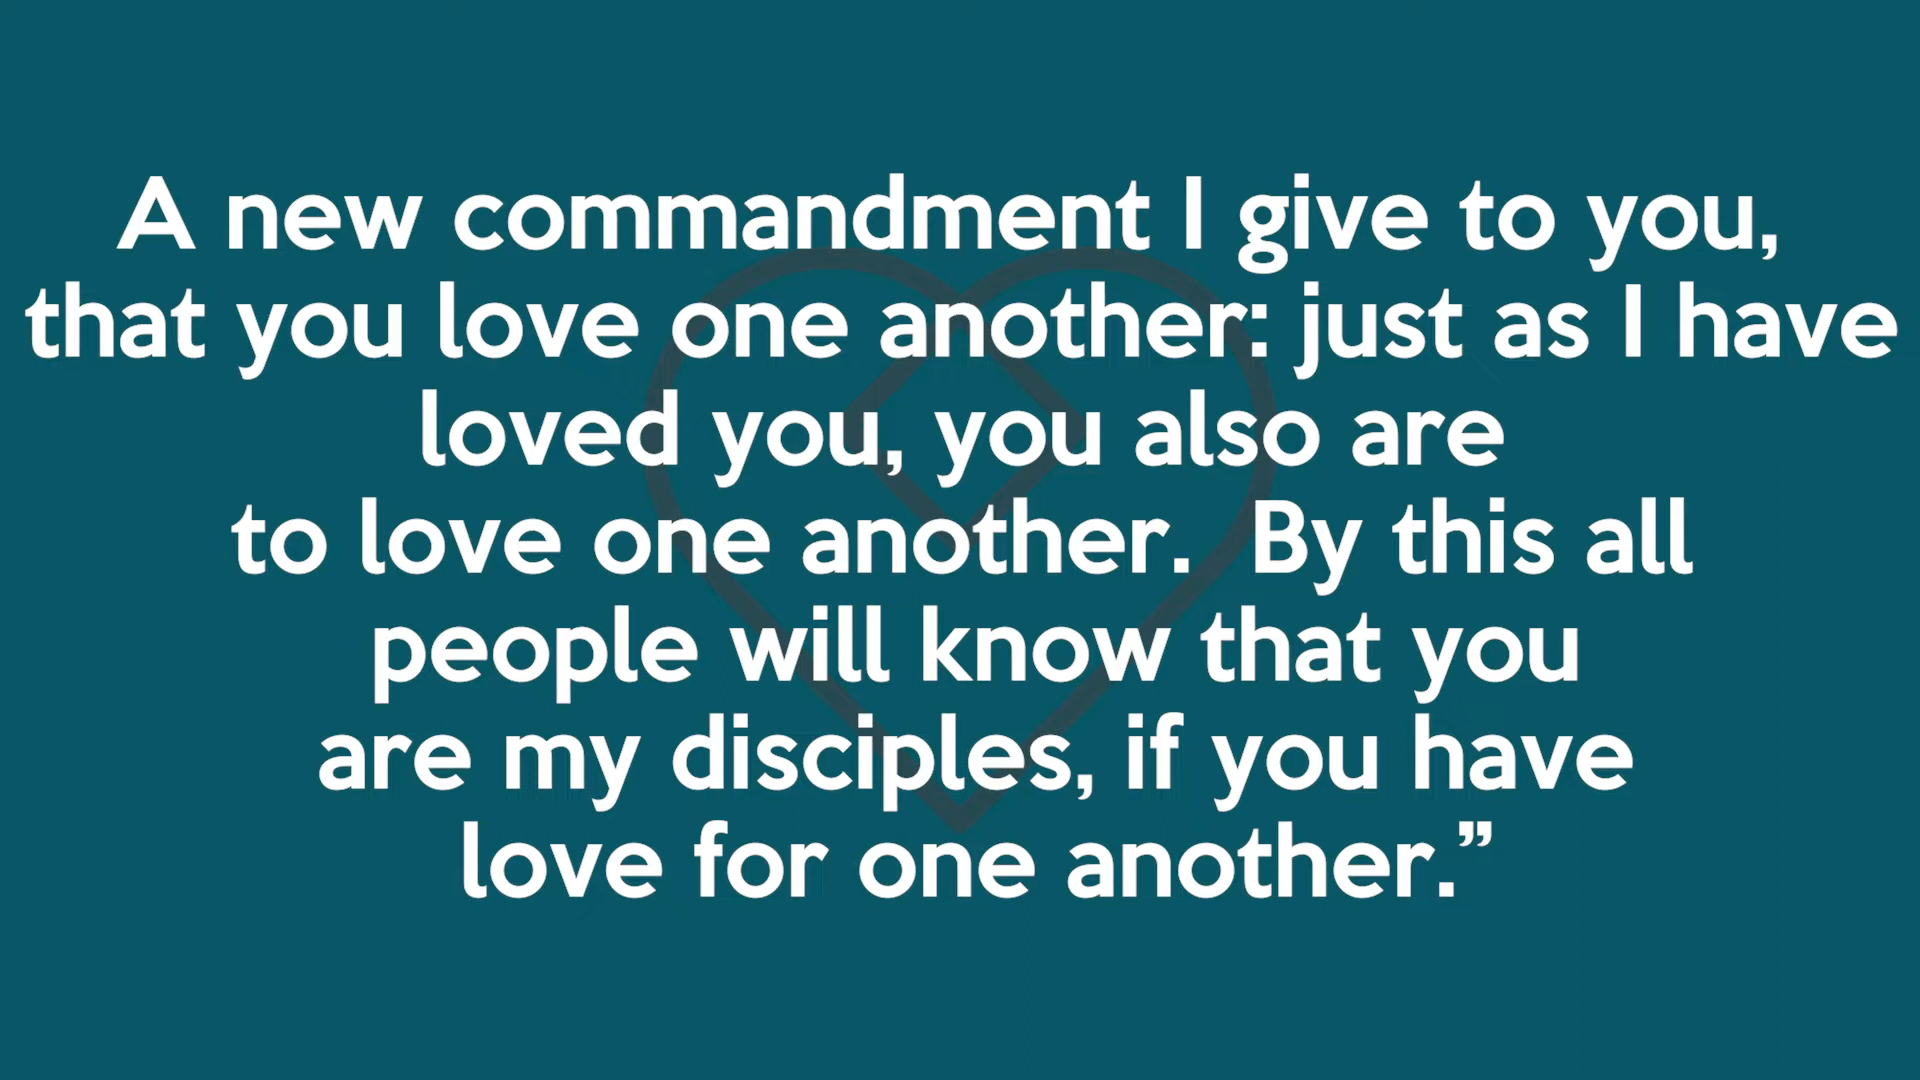 A new commandment I give to you,
that you love one another: just as I have
loved you, you also are
to love one another.  By this all
people will know that you
are my disciples, if you have
love for one another.”